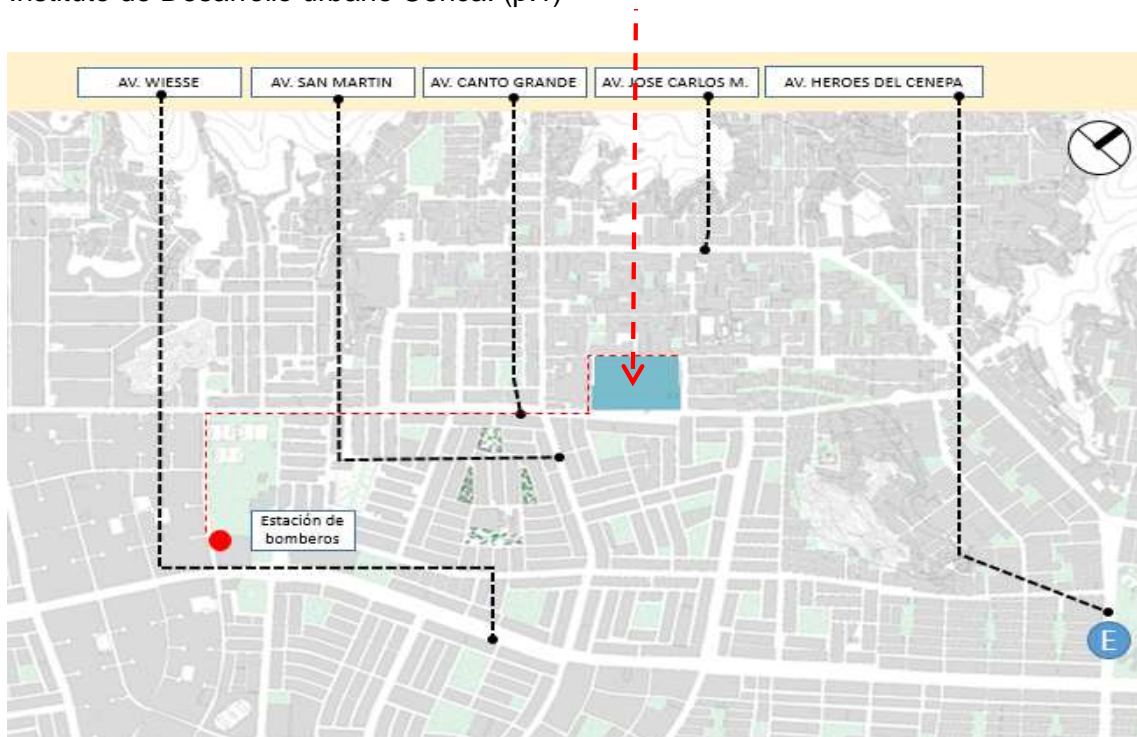 AV. WIESSE
AV. SAN MARTIN
AV. CANTO GRANDE
AV. JOSE CARLOS M.
AV. HEROES DEL CENEPA
Estación de
bomberos
E